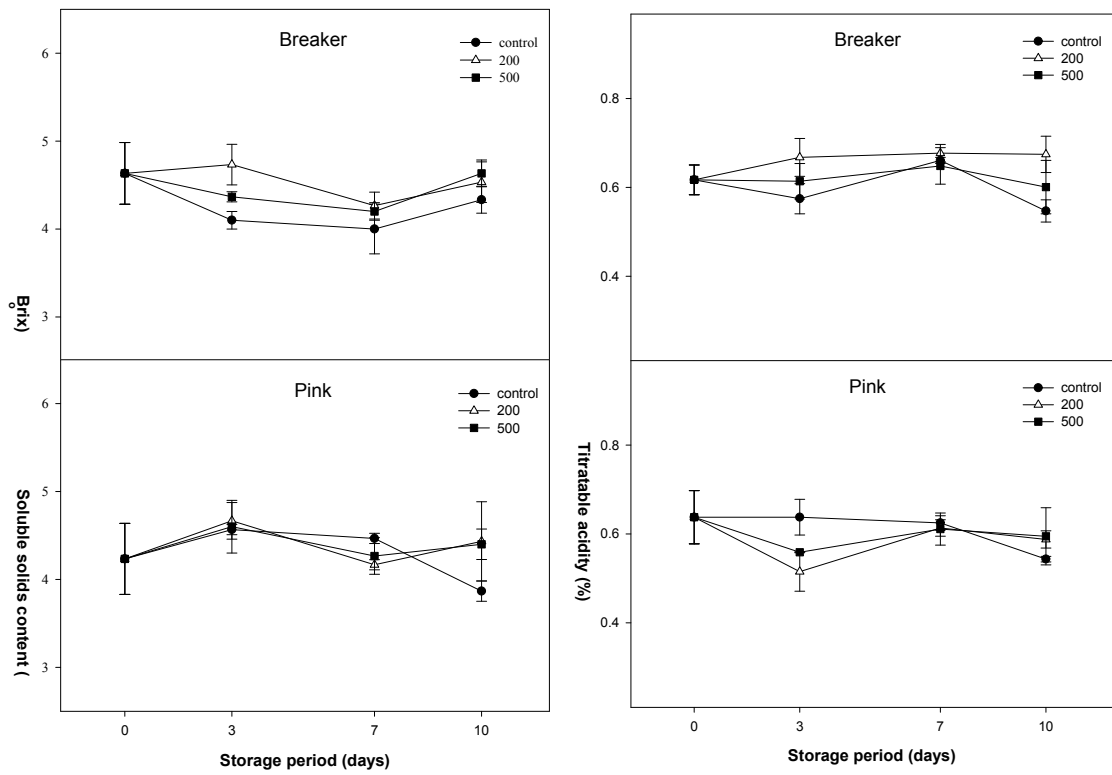 Breaker
control
200
500
6
5
4
3
Pink
control
200
500
6
5
4
3
0
3
7
10
Storage period (days)
Soluble solids content (
oBrix)
Breaker
control
200
500
0.8
0.6
0.4
Pink
control
200
500
0.8
0.6
0.4
0
3
7
10
Storage period (days)
Titratable acidity (%)